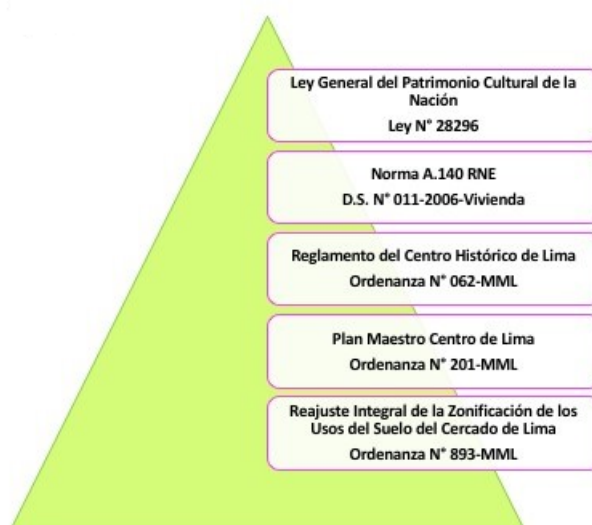 Ley General del Patrimonio Cultural de la
Nación
Ley N° 28296
Norma A.140 RNE
D.S. N° 011-2006-Vivienda
Reglamento del Centro Histórico de Lima
Ordenanza N° 062-MML
Plan Maestro Centro de Lima
Ordenanza N° 201-MML
Reajuste Integral de la Zonificación de los
Usos del Suelo del Cercado de Lima
Ordenanza N° 893-MML